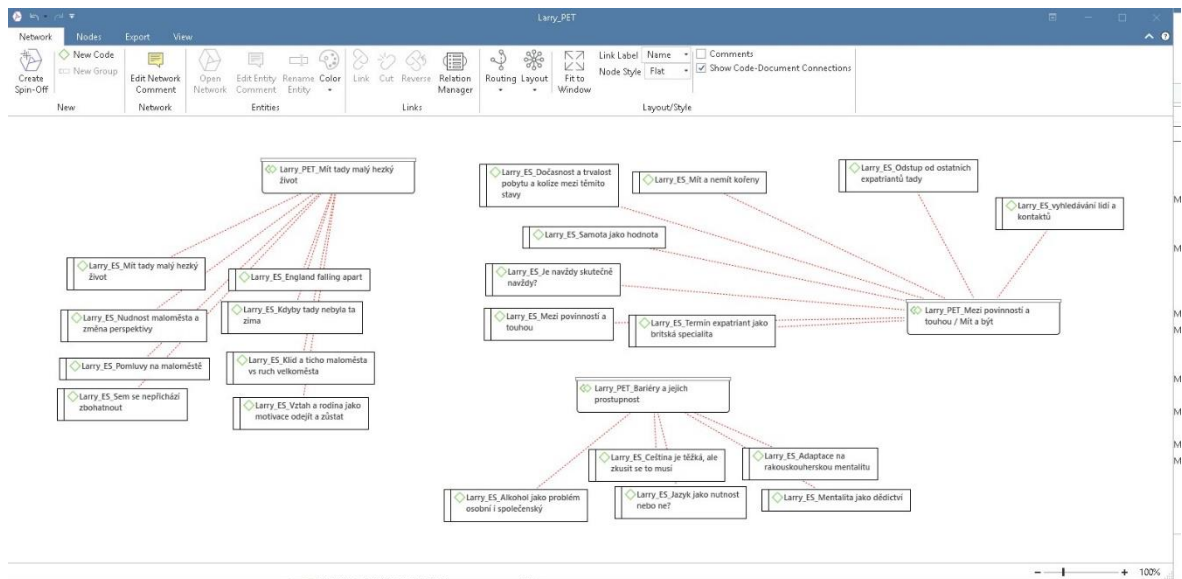 Larry_PET
Network Nodes Export View
Create
Spin-Off
New Code
New Group
New
Edit Network
Comment
Network
Open
Network
Edit Entity
Comment
Rename
Entity
Color
Entities
Link
Cut
Reverse
Relation
Manager
Links
Routing
Layout
Fit to
Window
Link Label Name
Node Style Flat
Comments
Show Code-Document Connections
Layout/Style
Larry_PET_Mít tady malý hezký
život
Larry_ES_Mít tady malý hezký
život
Larry_ES_England falling apart
Larry_ES_Nudnost maloměsta a
změna perspektivy
Larry_ES_Kdyby tady nebyla ta
zima
Larry_ES_Pomluvy na maloměstě
Larry_ES_Klid a ticho maloměsta
vs ruch velkoměsta
Larry_ES_Sem se nepřichází
zbohatnout
Larry_ES_Vztah a rodina jako
motivace odejít a zůstat
Larry_ES_Dočasnost a trvalost
pobytu a kolize mezi těmito
stavy
Larry_ES_Mít a nemít kořeny
Larry_ES_Odstup od ostatních
expatriantů tady
Larry_ES_vyhledávání lidí a
kontaktů
Larry_ES_Samota jako hodnota
Larry_ES_Je navždy skutečně
navždy?
Larry_ES_Mezi povinností a
touhou
Larry_ES_Termín expatriant jako
britská specialita
Larry_PET_Mezi povinností a
touhou / Mít a být
Larry_PET_Bariéry a jejich
prostupnost
Larry_ES_Čeština je těžká, ale
zkusit se to musí
Larry_ES_Adaptace na
rakouskouherskou mentalitu
Larry_ES_Alkohol jako problém
osobní i společenský
Larry_ES_Jazyk jako nutnost
nebo ne?
Larry_ES_Mentalita jako dědictví
M
M
M
M
M
M
M
M
100%